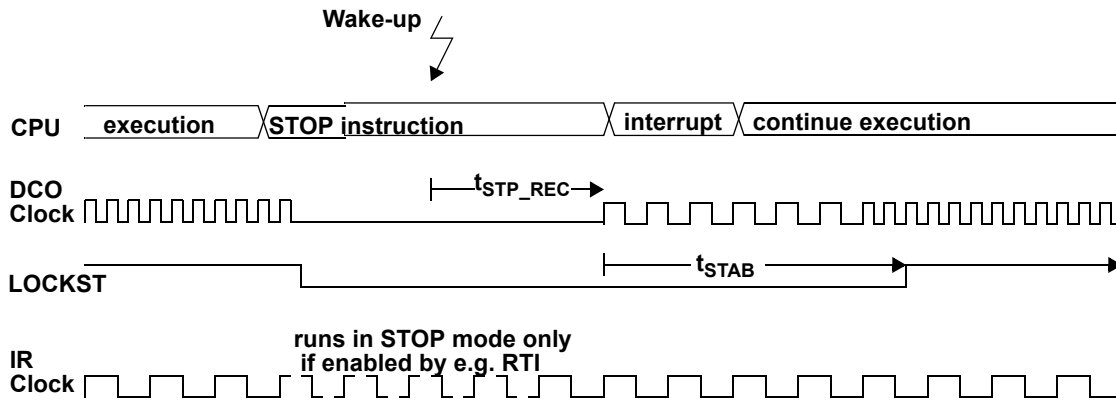 Wake-up
CPU
execution
STOP instruction
interrupt
continue execution
DCO
Clock
tSTP_REC
LOCKST
tSTAB
runs in STOP mode only
if enabled by e.g. RTI
IR
Clock